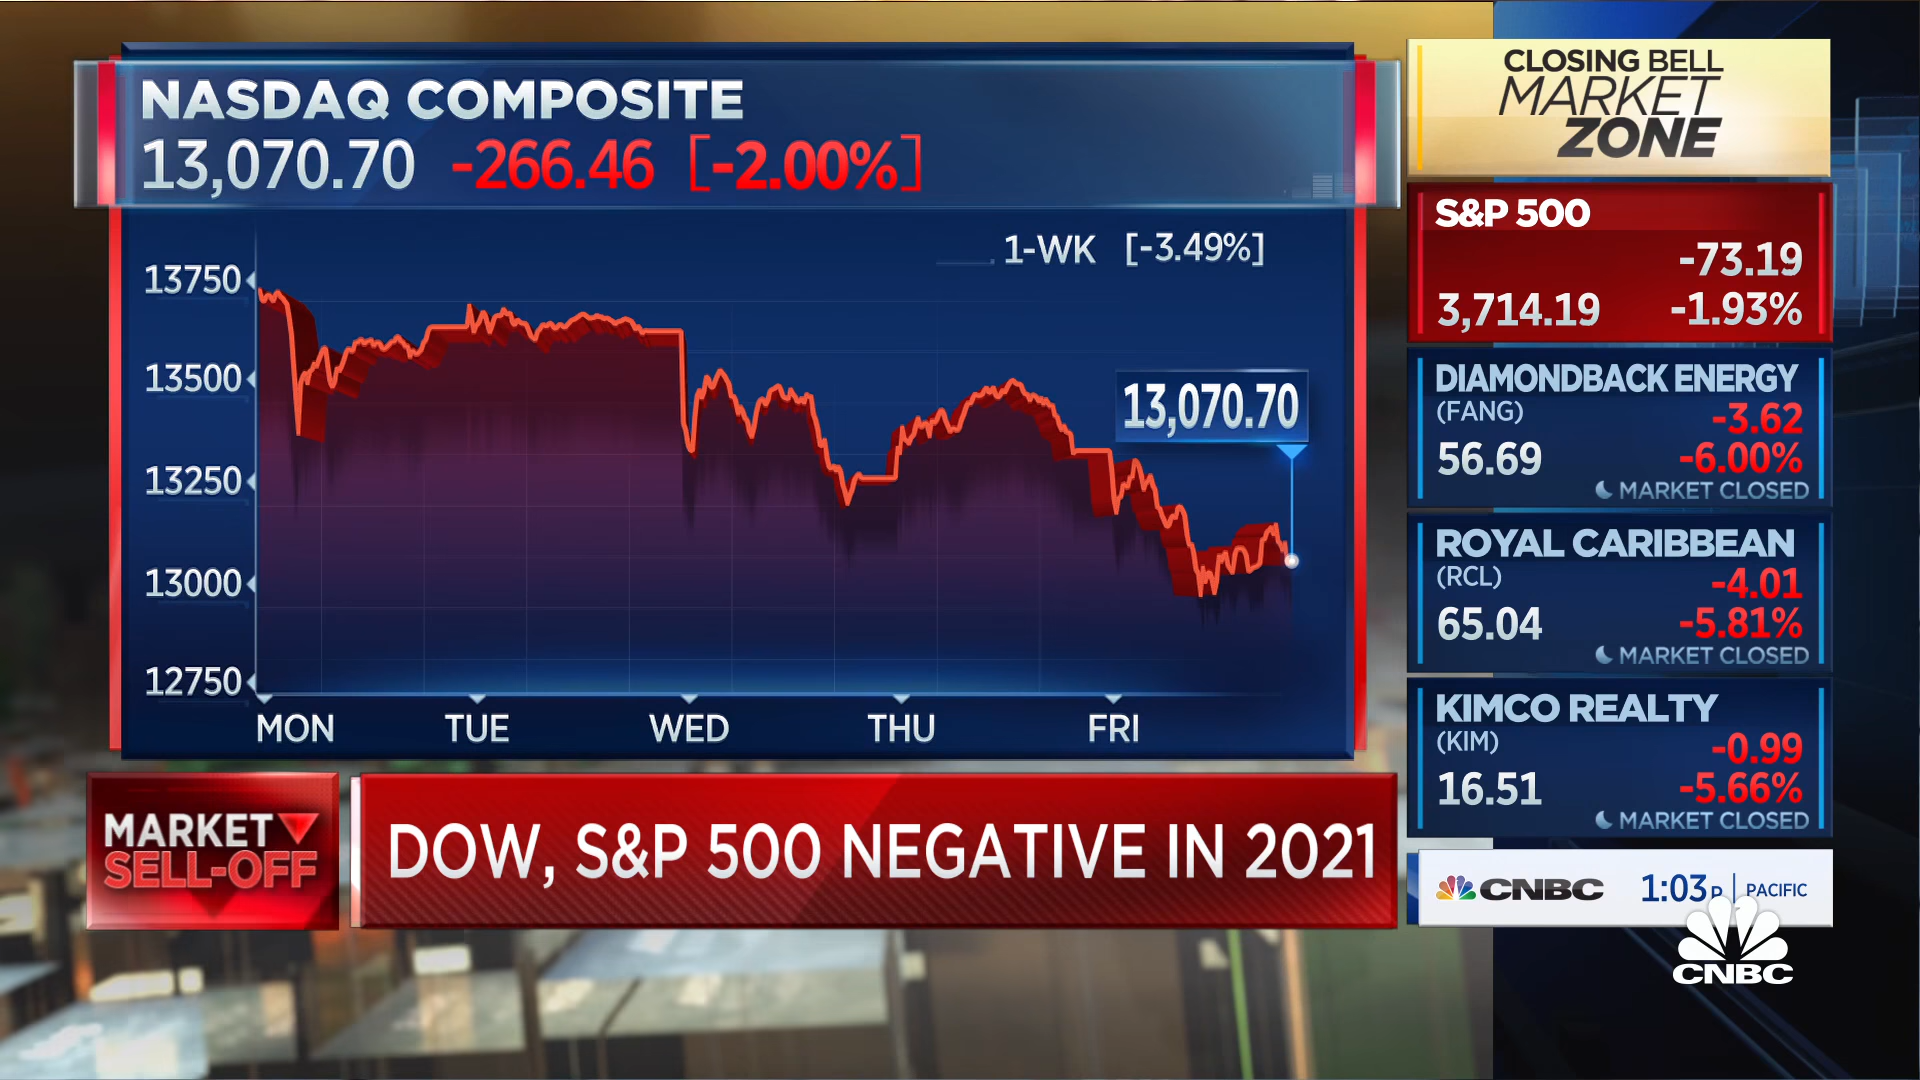 NASDAQ COMPOSITE
13,070.70 -266.46 [-2.00%]
1-WK [-3.49%]
13750
13500
13250
13000
12750
13,070.70
MON TUE WED THU FRI
MARKET
SELL-OFF
DOW, S&P 500 NEGATIVE IN 2021
CLOSING BELL
MARKET
ZONE
S&P 500
-73.19
3,714.19 -1.93%
DIAMONDBACK ENERGY
(FANG) -3.62
56.69 -6.00%
MARKET CLOSED
ROYAL CARIBBEAN
(RCL) -4.01
65.04 -5.81%
MARKET CLOSED
KIMCO REALTY
(KIM) -0.99
16.51 -5.66%
MARKET CLOSED
CNBC 1:03P PACIFIC
CNBC